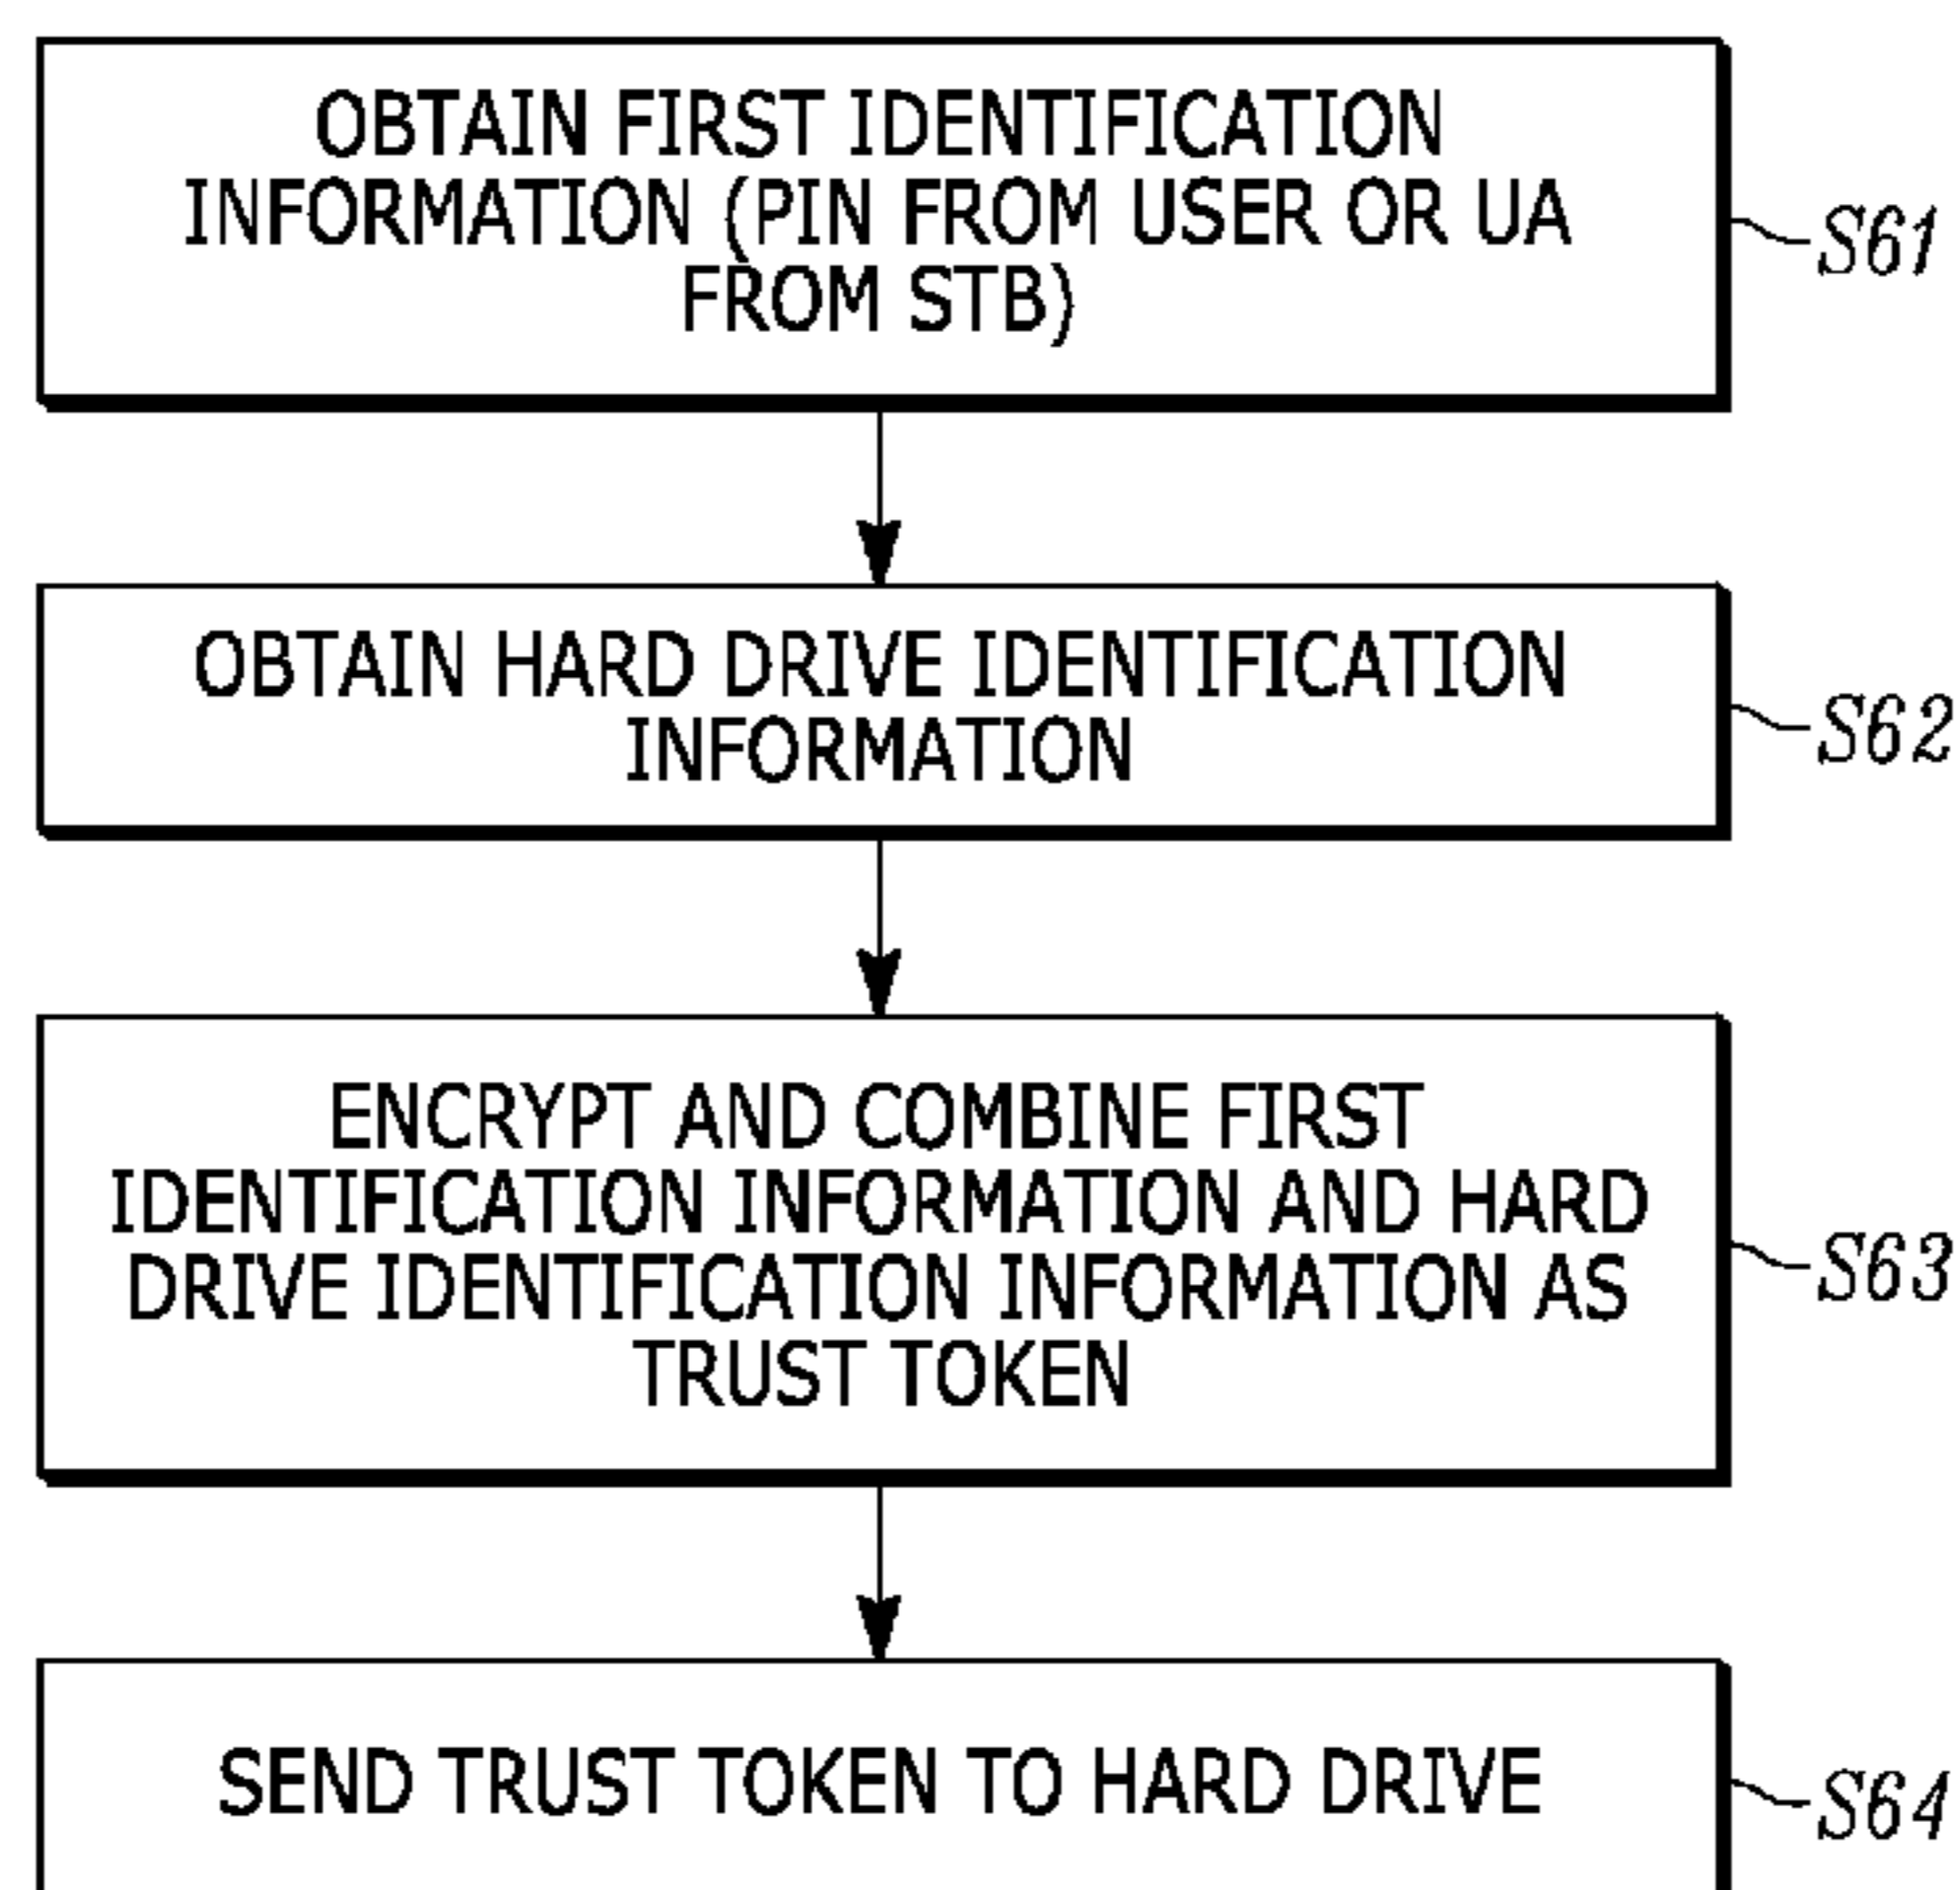 OBTAIN FIRST IDENTIFICATION
INFORMATION (PIN FROM USER OR UA
FROM STB)
S61
OBTAIN HARD DRIVE IDENTIFICATION
INFORMATION
S62
ENCRYPT AND COMBINE FIRST
IDENTIFICATION INFORMATION AND HARD
DRIVE IDENTIFICATION INFORMATION AS
TRUST TOKEN
S63
SEND TRUST TOKEN TO HARD DRIVE
S64